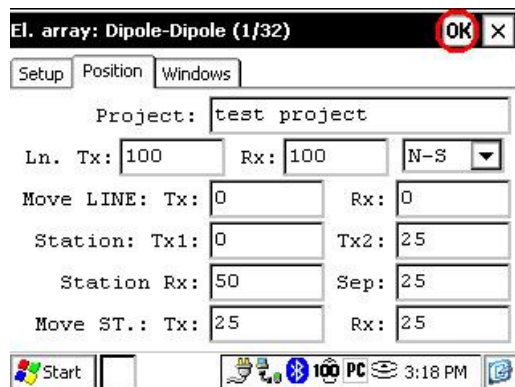 El. array: Dipole-Dipole (1/32) OK ×
Setup Position Windows
Project: test project
Ln. Tx: 100 Rx: 100 N-S
Move LINE: Tx: 0 Rx: 0
Station: Tx1: 0 Tx2: 25
Station Rx: 50 Sep: 25
Move ST.: Tx: 25 Rx: 25
Start 100 PC 3:18 PM